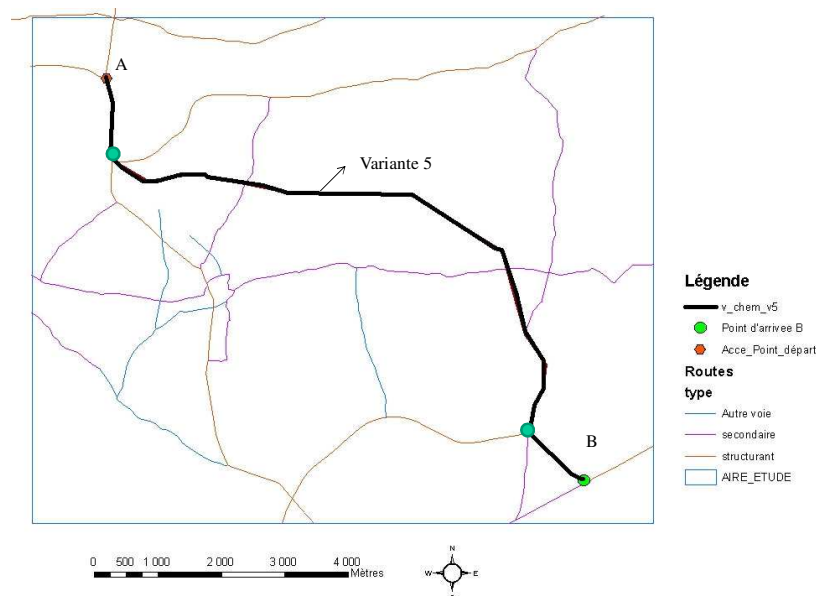 A
Variante 5
B
Légende
v_chem_v5
Point d'arrivee B
Acce_Point_départ
Routes
type
Autre voie
secondaire
structurant
AIRE_ETUDE
0 500 1 000 2 000 3 000 4 000
Mètres
N
W E
S